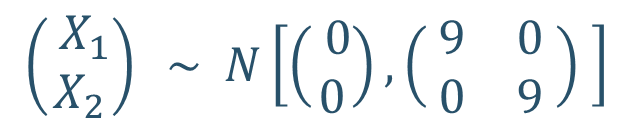 (X₁ X₂) ~ N[(0 0), (9 0 0 9)]